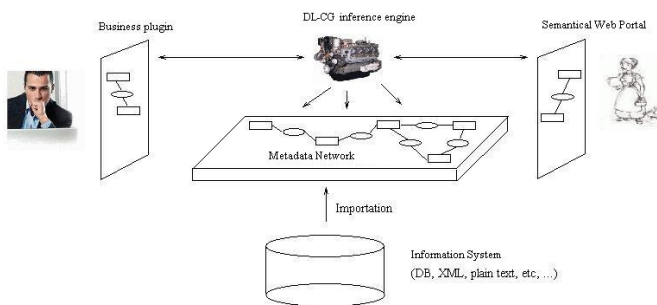 DL-CG inference engine
Business plugin
Semantical Web Portal
Metadata Network
Importation
Information System
(DB, XML, plain text, etc, ...)